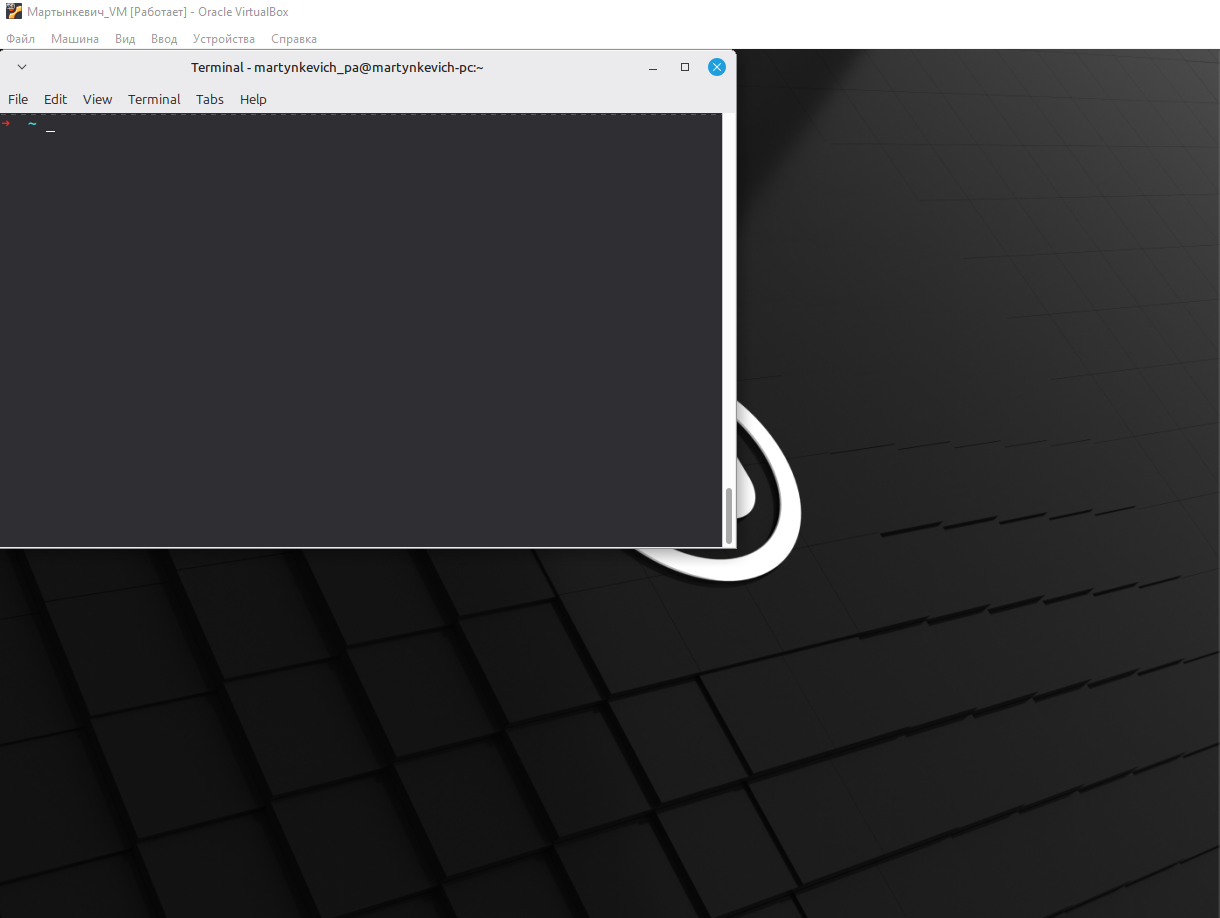 Мартынкевич_VM [Работает] - Oracle VirtualBox
Файл Машина Вид Ввод Устройства Справка
Terminal - martynkevich_pa@martynkevich-pc:~
File Edit View Terminal Tabs Help
➜ ~ _